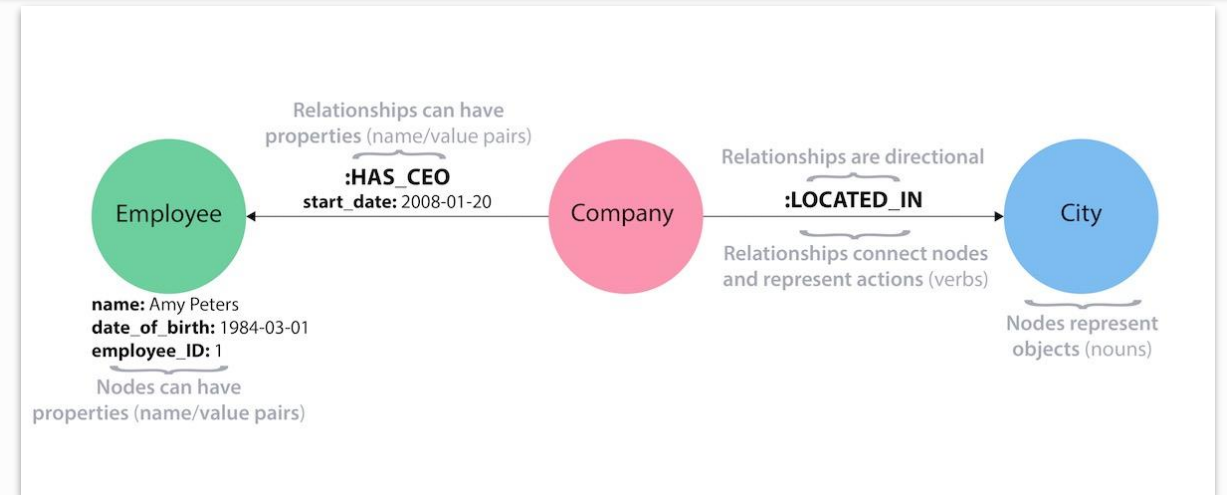 Relationships can have
properties (name/value pairs)
:HAS_CEO
start_date: 2008-01-20
Employee
name: Amy Peters
date_of_birth: 1984-03-01
employee_ID: 1
Nodes can have
properties (name/value pairs)
Company
Relationships are directional
:LOCATED_IN
Relationships connect nodes
and represent actions (verbs)
City
Nodes represent
objects (nouns)